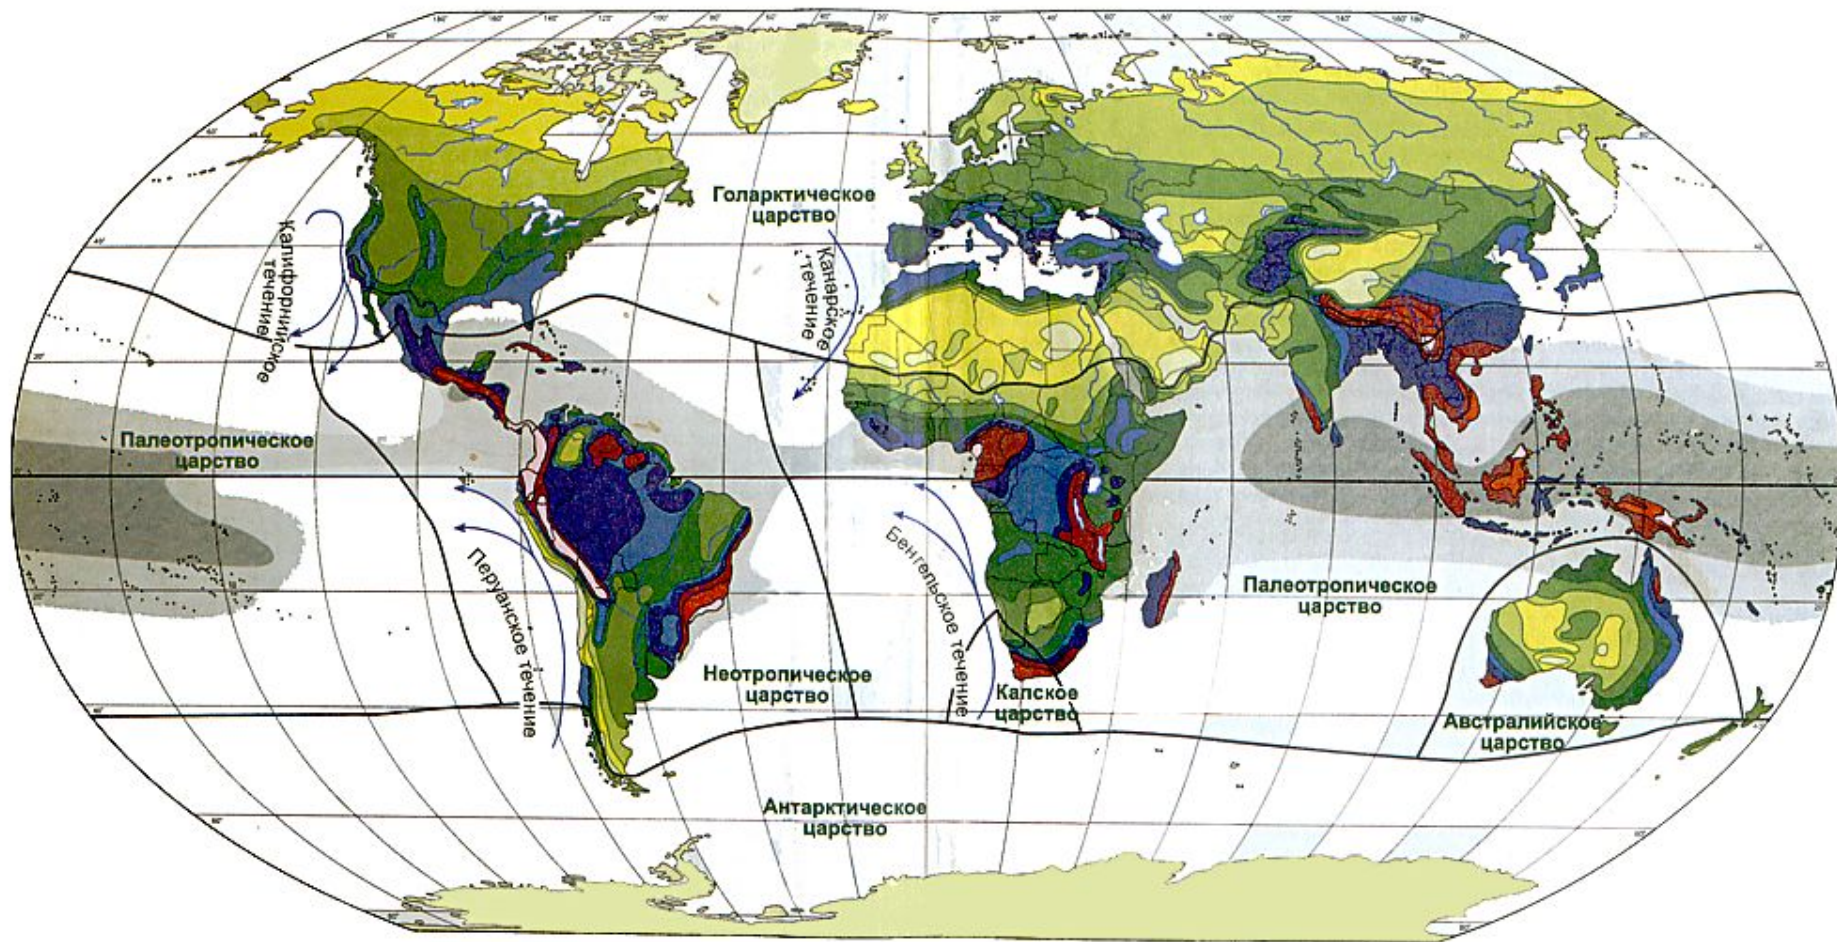 Голарктическое
царство
Калифорнийское
течение
Канарское
течение
Палеотропическое
царство
Перуанское течение
Бенгельское течение
Палеотропическое
царство
Неотропическое
царство
Капское
царство
Австралийское
царство
Антарктическое
царство